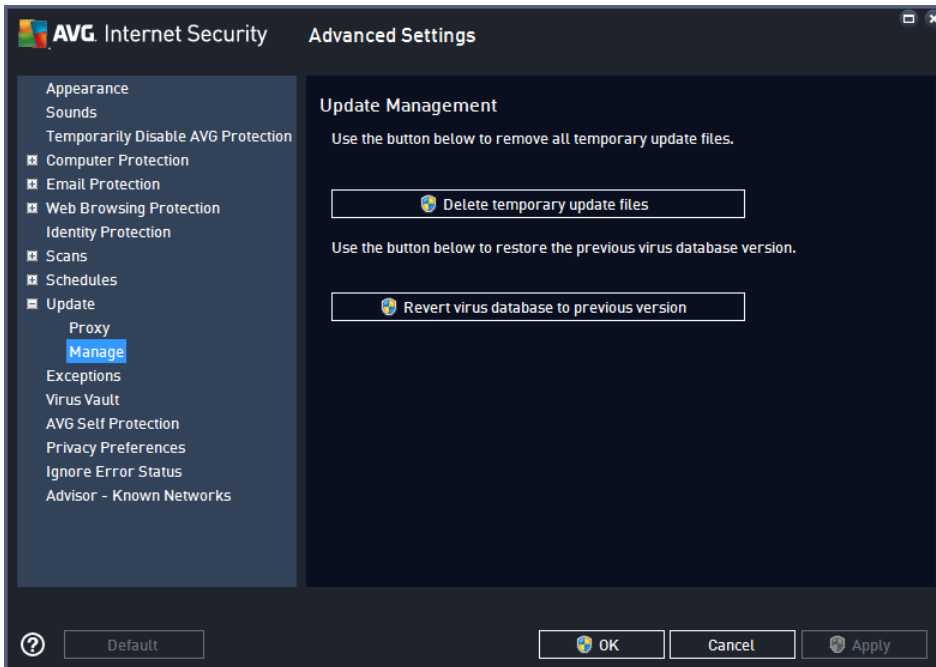 AVG. Internet Security
Advanced Settings
Appearance
Sounds
Temporarily Disable AVG Protection
Computer Protection
Email Protection
Web Browsing Protection
Identity Protection
Scans
Schedules
Update
Proxy
Manage
Exceptions
Virus Vault
AVG Self Protection
Privacy Preferences
Ignore Error Status
Advisor - Known Networks
Update Management
Use the button below to remove all temporary update files.
Delete temporary update files
Use the button below to restore the previous virus database version.
Revert virus database to previous version
Default
OK
Cancel
Apply